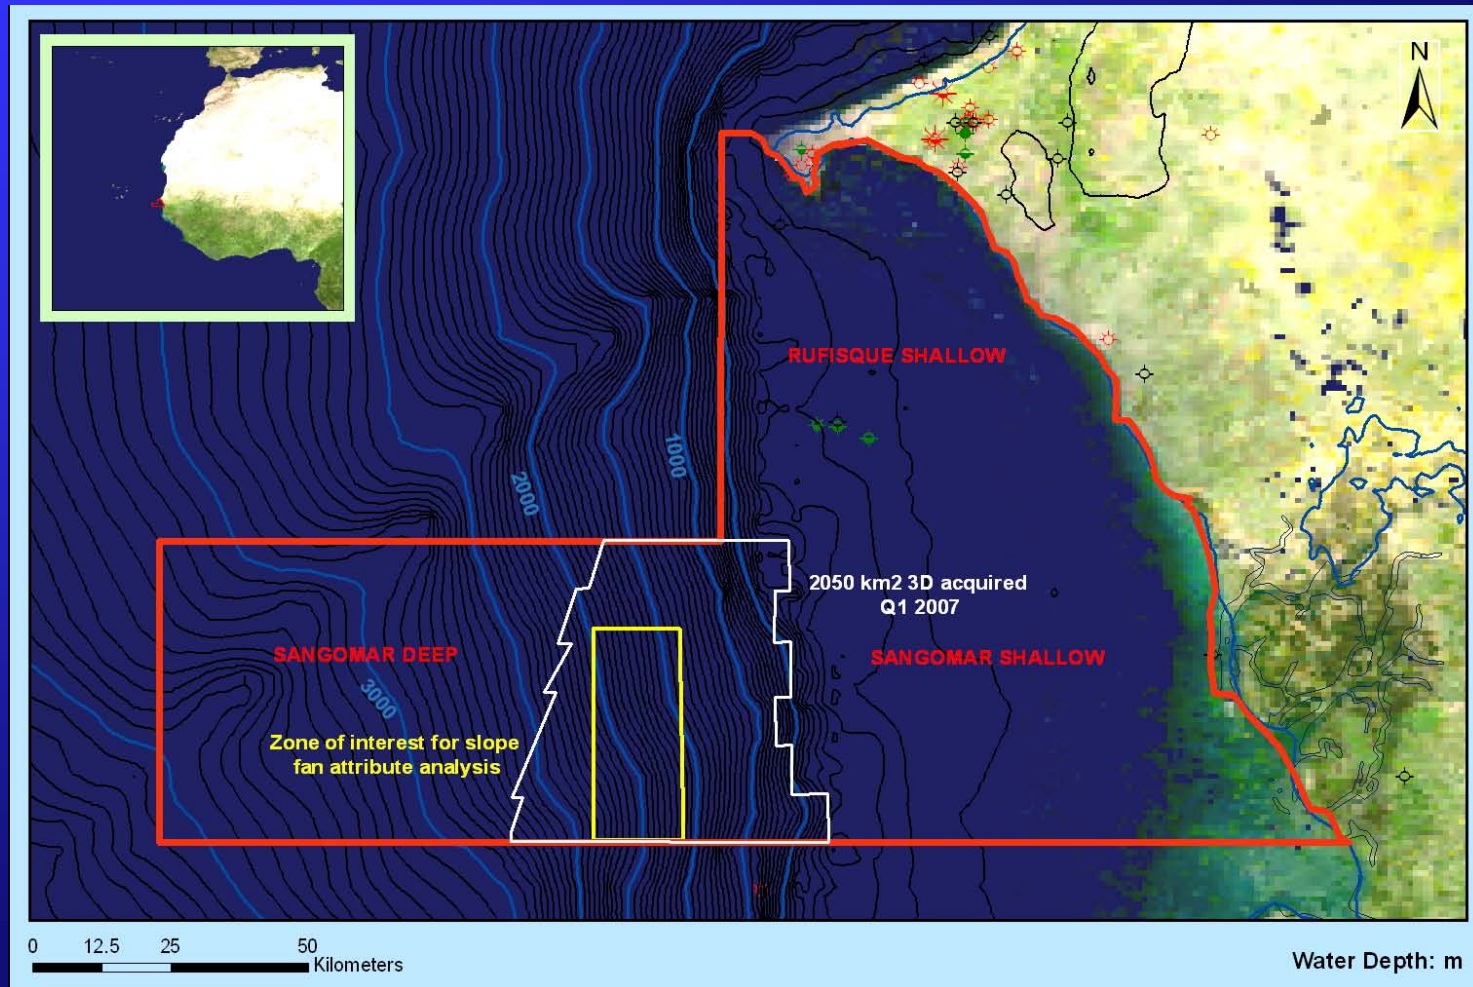 N
RUFISQUE SHALLOW
1000
2000
2050 km2 3D acquired
Q1 2007
SANGOMAR DEEP
SANGOMAR SHALLOW
3000
Zone of interest for slope
fan attribute analysis
0 12.5 25 50
Kilometers
Water Depth: m